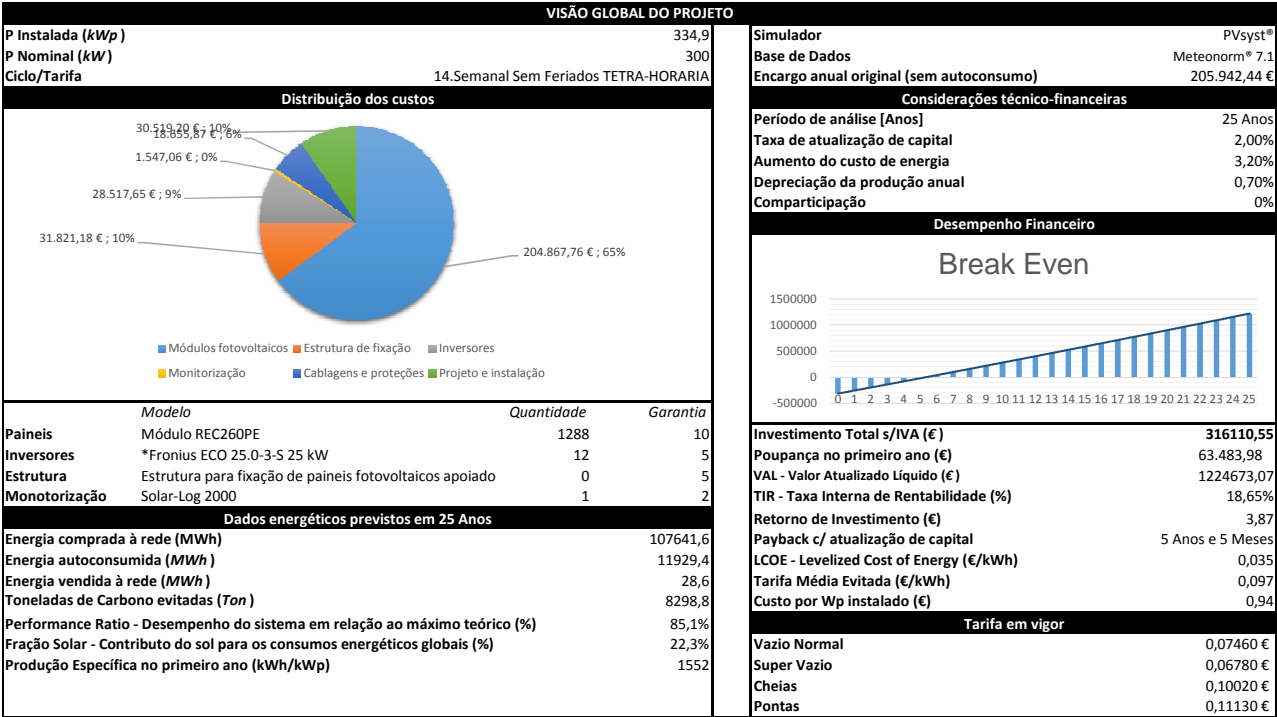 VISÃO GLOBAL DO PROJETO
P Instalada (kWp) 334,9
P Nominal (kW) 300
Ciclo/Tarifa 14.Semanal Sem Feriados TETRA-HORARIA
Distribuição dos custos
30.519,20 € ; 10%
18.655,87 € ; 6%
1.547,06 € ; 0%
28.517,65 € ; 9%
31.821,18 € ; 10%
204.867,76 € ; 65%
Módulos fotovoltaicos Estrutura de fixação Inversores
Monitorização Cablagens e proteções Projeto e instalação
Modelo Quantidade Garantia
Paineis Módulo REC260PE 1288 10
Inversores *Fronius ECO 25.0-3-S 25 kW 12 5
Estrutura Estrutura para fixação de paineis fotovoltaicos apoiado 0 5
Monotorização Solar-Log 2000 1 2
Dados energéticos previstos em 25 Anos
Energia comprada à rede (MWh) 107641,6
Energia autoconsumida (MWh) 11929,4
Energia vendida à rede (MWh) 28,6
Toneladas de Carbono evitadas (Ton) 8298,8
Performance Ratio - Desempenho do sistema em relação ao máximo teórico (%) 85,1%
Fração Solar - Contributo do sol para os consumos energéticos globais (%) 22,3%
Produção Específica no primeiro ano (kWh/kWp) 1552
Simulador PVsyst®
Base de Dados Meteonorm® 7.1
Encargo anual original (sem autoconsumo) 205.942,44 €
Considerações técnico-financeiras
Período de análise [Anos] 25 Anos
Taxa de atualização de capital 2,00%
Aumento do custo de energia 3,20%
Depreciação da produção anual 0,70%
Comparticipação 0%
Desempenho Financeiro
Break Even
1500000
1000000
500000
0
-500000
0 1 2 3 4 5 6 7 8 9 10 11 12 13 14 15 16 17 18 19 20 21 22 23 24 25
Investimento Total s/IVA (€) 316110,55
Poupança no primeiro ano (€) 63.483,98
VAL - Valor Atualizado Líquido (€) 1224673,07
TIR - Taxa Interna de Rentabilidade (%) 18,65%
Retorno de Investimento (€) 3,87
Payback c/ atualização de capital 5 Anos e 5 Meses
LCOE - Levelized Cost of Energy (€/kWh) 0,035
Tarifa Média Evitada (€/kWh) 0,097
Custo por Wp instalado (€) 0,94
Tarifa em vigor
Vazio Normal 0,07460 €
Super Vazio 0,06780 €
Cheias 0,10020 €
Pontas 0,11130 €